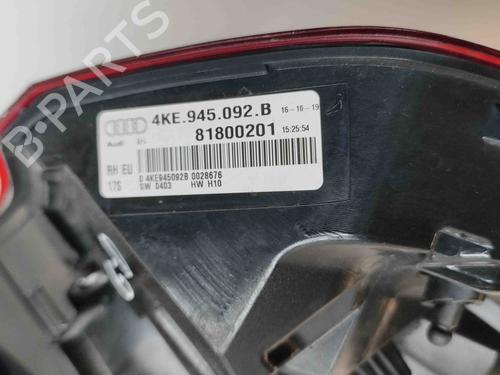 4KE.945.092.B 16-10-19
81800201 15:25:54
Audi
RH EU
17S
0 4KE945092B 0028676
SW 0403 HW H10
B-PARTS